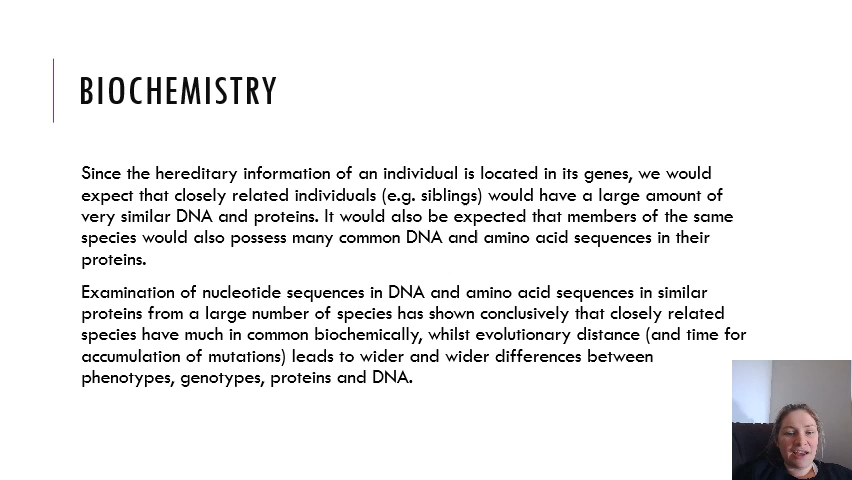 BIOCHEMISTRY
Since the hereditary information of an individual is located in its genes, we would
expect that closely related individuals (e.g. siblings) would have a large amount of
very similar DNA and proteins. It would also be expected that members of the same
species would also possess many common DNA and amino acid sequences in their
proteins.
Examination of nucleotide sequences in DNA and amino acid sequences in similar
proteins from a large number of species has shown conclusively that closely related
species have much in common biochemically, whilst evolutionary distance (and time for
accumulation of mutations) leads to wider and wider differences between
phenotypes, genotypes, proteins and DNA.